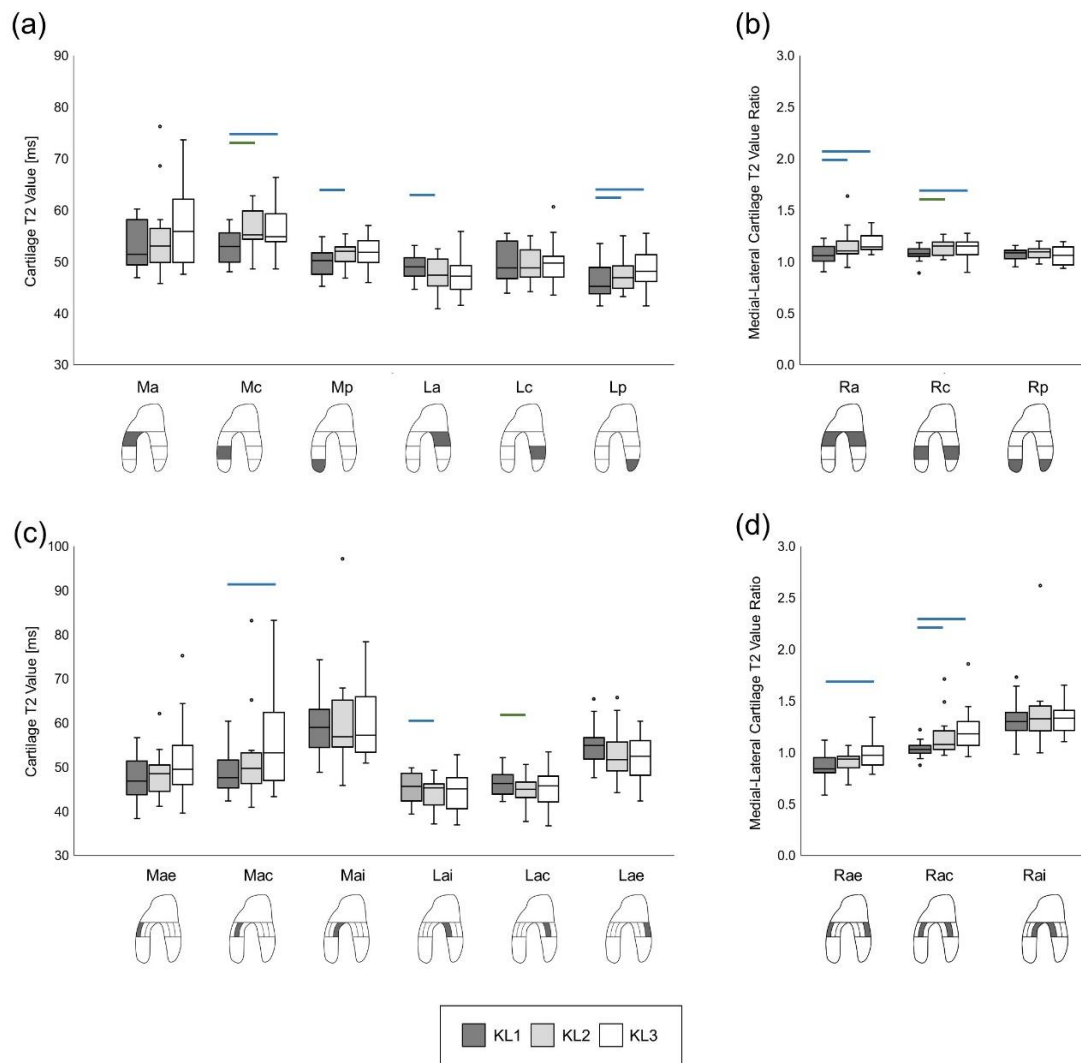 (a)
90
80
70
60
50
40
30
Cartilage T2 Value [ms]
Ma Mc Mp La Lc Lp
(b)
3.0
2.5
2.0
1.5
1.0
0.5
0.0
Medial-Lateral Cartilage T2 Value Ratio
Ra Rc Rp
(c)
100
90
80
70
60
50
40
30
Cartilage T2 Value [ms]
Mae Mac Mai Lai Lac Lae
(d)
3.0
2.5
2.0
1.5
1.0
0.5
0.0
Medial-Lateral Cartilage T2 Value Ratio
Rae Rac Rai
KL1 KL2 KL3